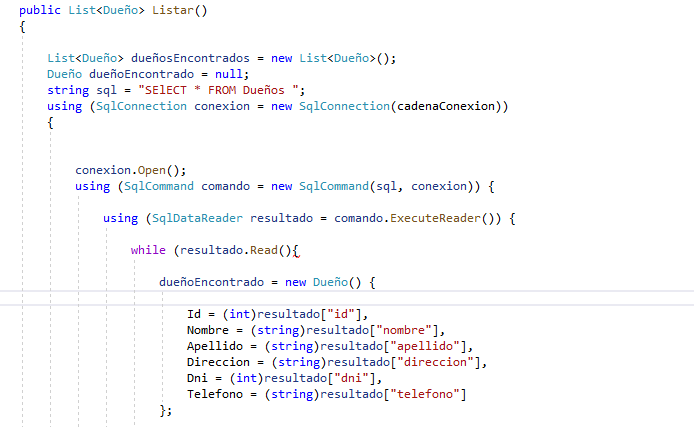 public List<Dueño> Listar()
{
List<Dueño> dueñosEncontrados = new List<Dueño>();
Dueño dueñoEncontrado = null;
string sql = "SElECT * FROM Dueños ";
using (SqlConnection conexion = new SqlConnection(cadenaConexion))
{
conexion.Open();
using (SqlCommand comando = new SqlCommand(sql, conexion)) {
using (SqlDataReader resultado = comando.ExecuteReader()) {
while (resultado.Read(){
dueñoEncontrado = new Dueño() {
Id = (int)resultado["id"],
Nombre = (string)resultado["nombre"],
Apellido = (string)resultado["apellido"],
Direccion = (string)resultado["direccion"],
Dni = (int)resultado["dni"],
Telefono = (string)resultado["telefono"]
};